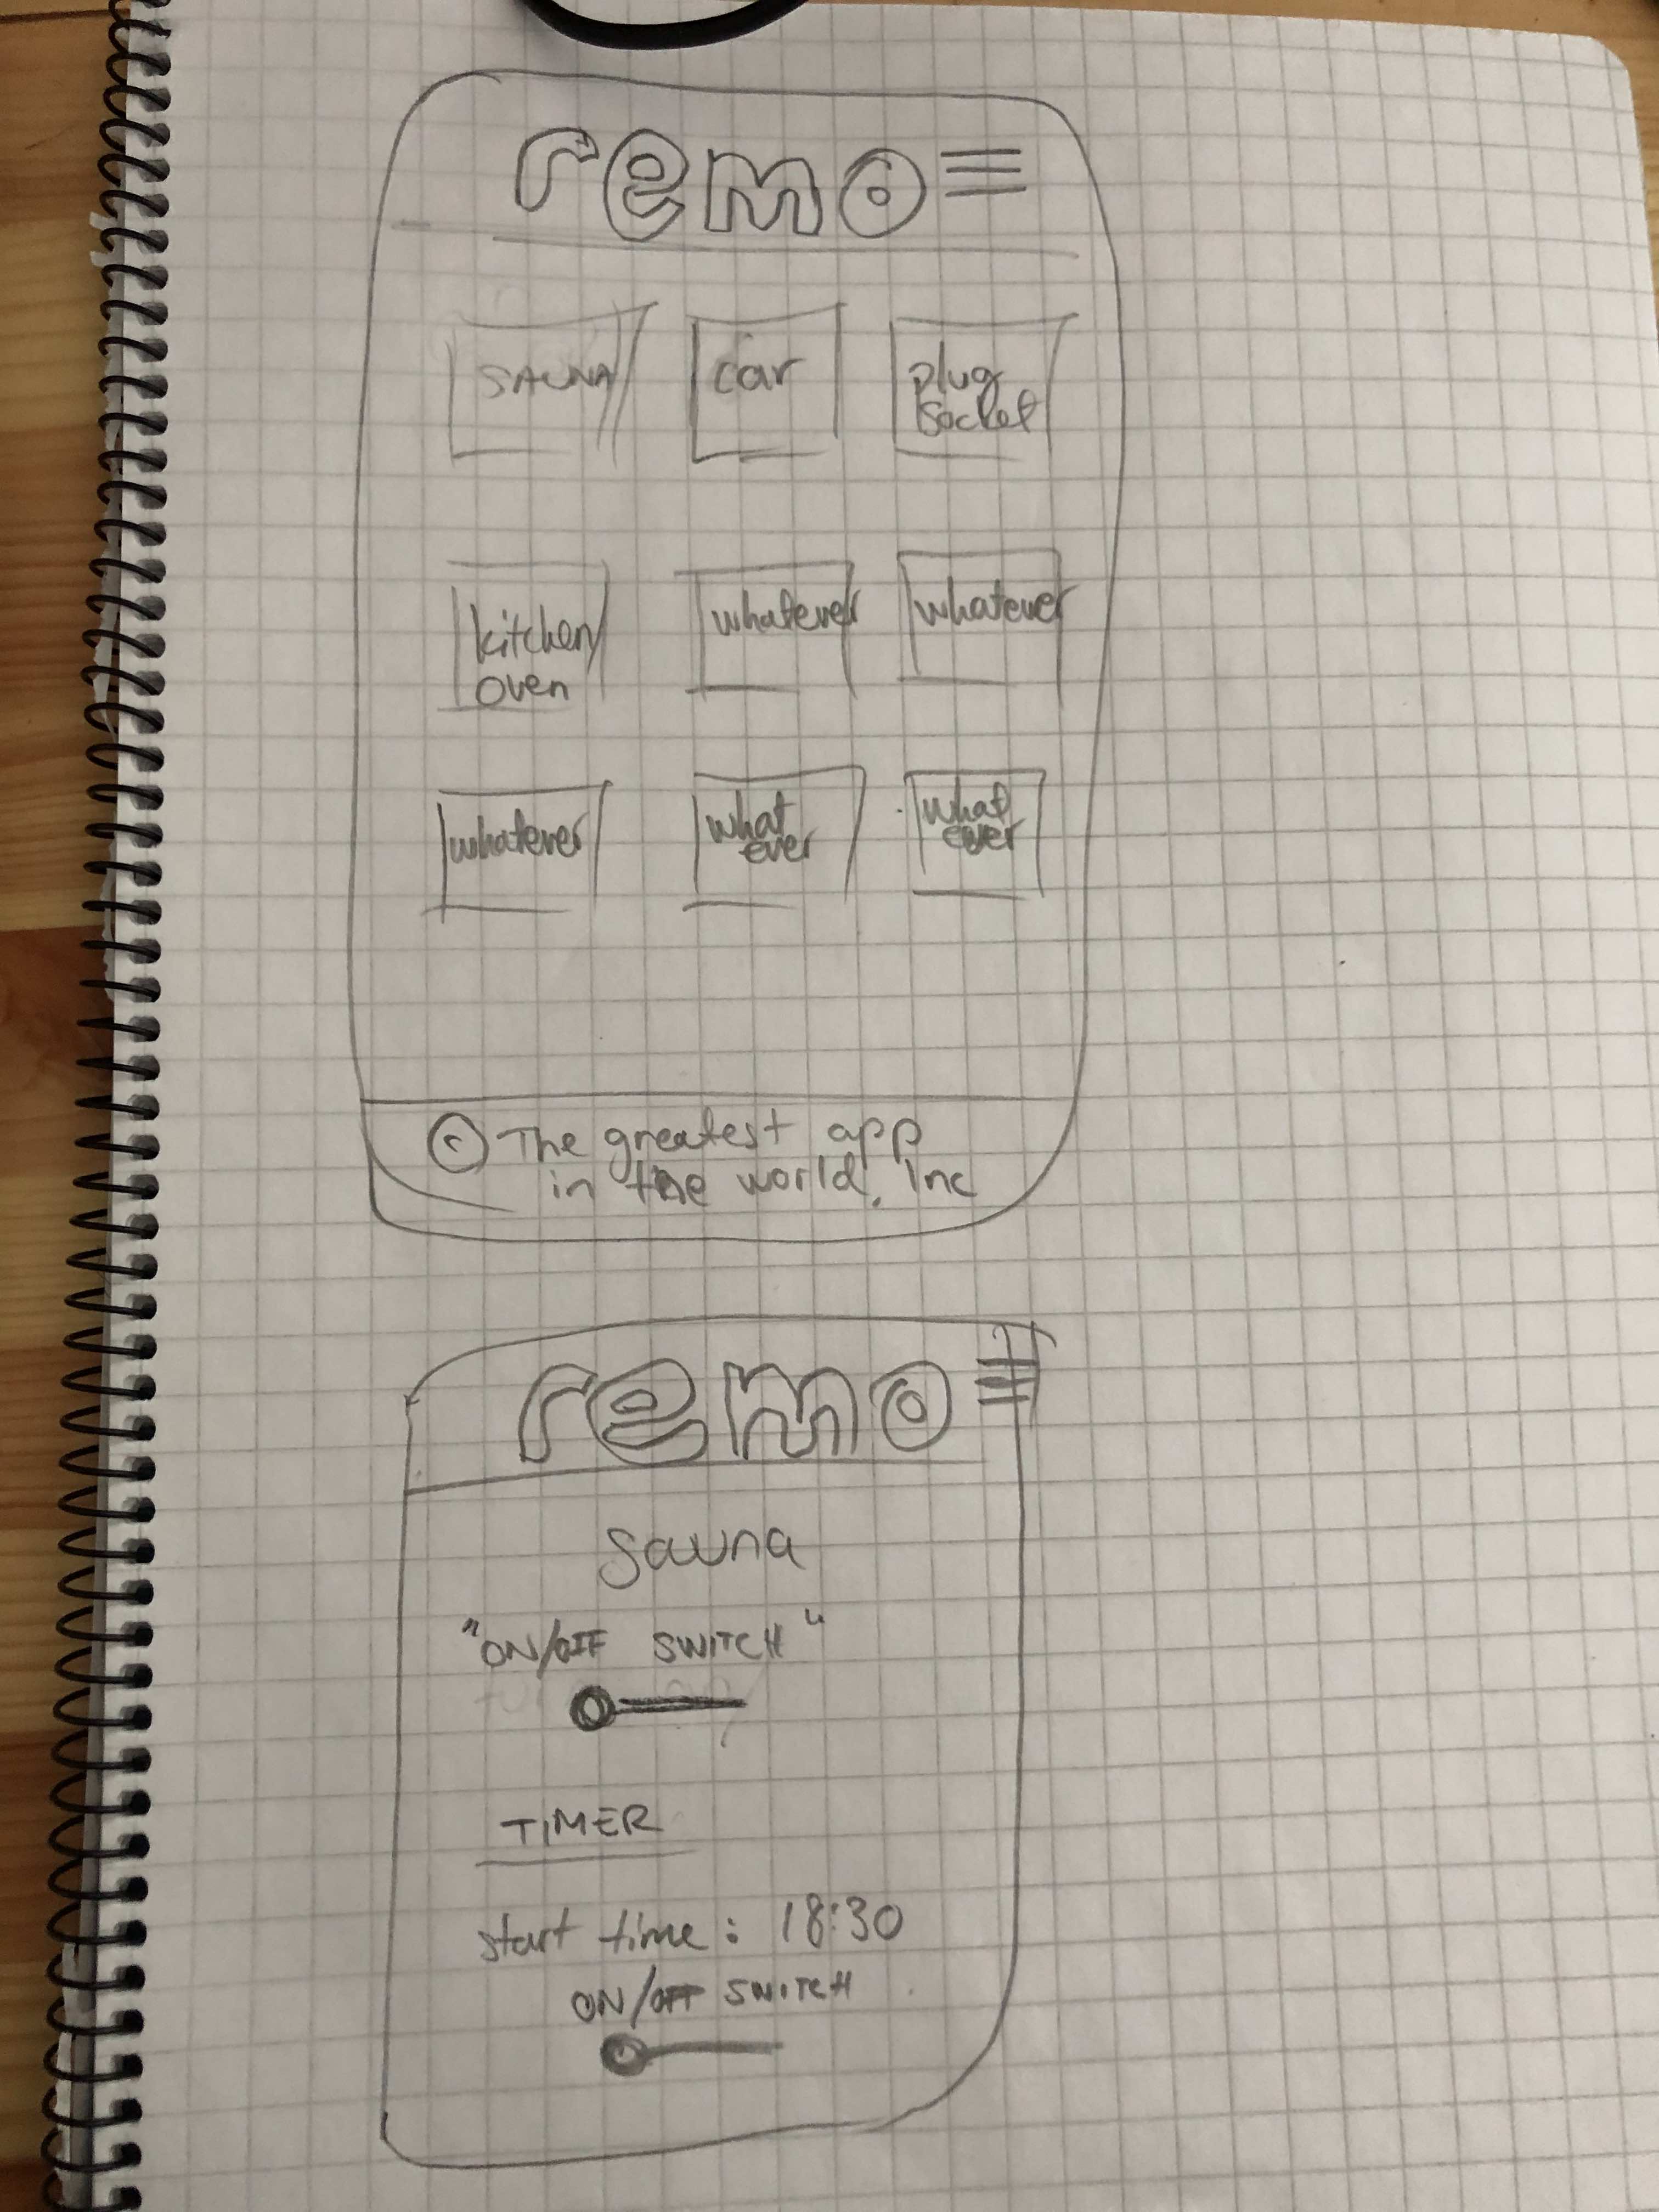 remo
SAUNA car plug
socket
kitchen whatever whatever
oven
whatever what what
ever ever
© The greatest app
in the world, Inc
remo
Sauna
"ON/OFF SWITCH"
TIMER
start time: 18:30
ON/OFF SWITCH